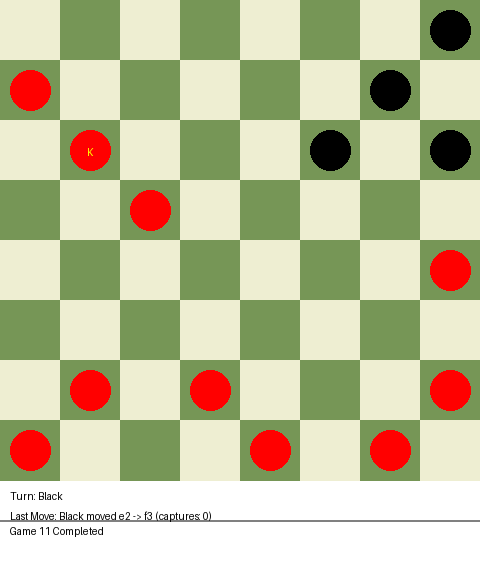 K
Turn: Black
Last Move: Black moved e2 -> f3 (captures: 0)
Game 11 Completed